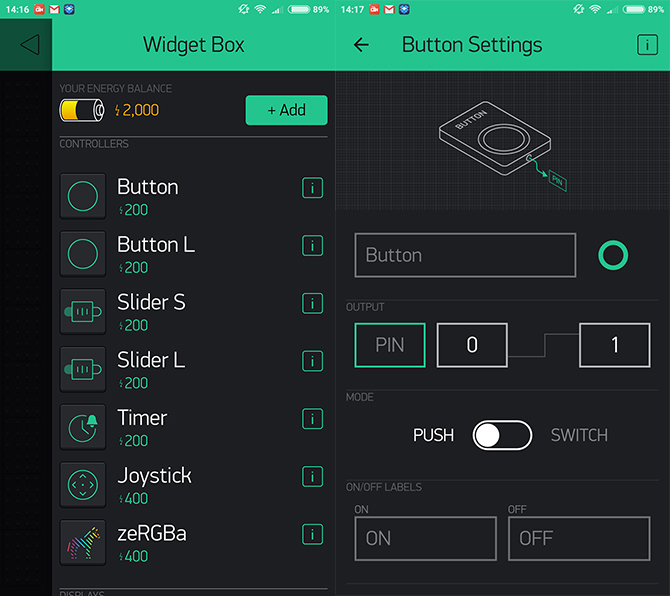 14:16
89%
Widget Box
YOUR ENERGY BALANCE
2,000
+ Add
CONTROLLERS
Button
200
i
Button L
200
i
Slider S
200
i
Slider L
200
i
Timer
200
i
Joystick
400
i
zeRGBa
400
i
DISPLAYS
14:17
89%
Button Settings
i
BUTTON
PIN
Button
OUTPUT
PIN
0
1
MODE
PUSH
SWITCH
ON/OFF LABELS
ON
OFF
ON
OFF